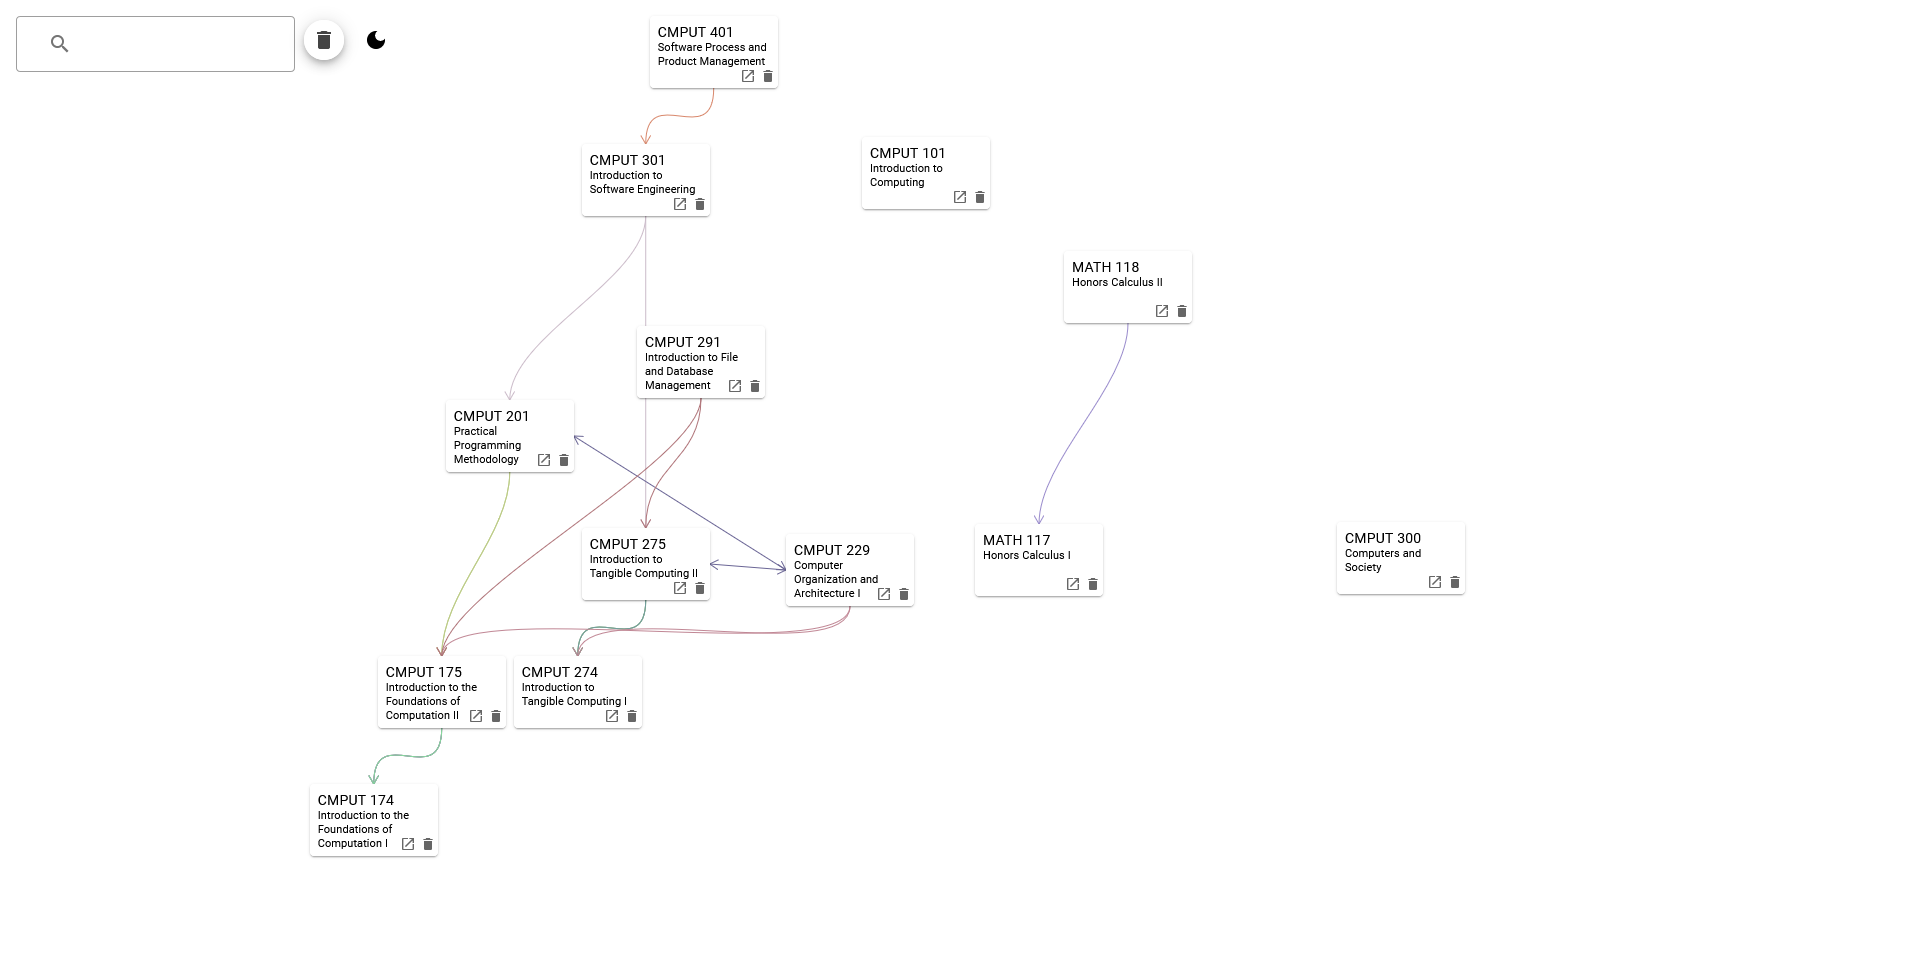 CMPUT 401
Software Process and
Product Management
CMPUT 301
Introduction to
Software Engineering
CMPUT 101
Introduction to
Computing
MATH 118
Honors Calculus II
CMPUT 291
Introduction to File
and Database
Management
CMPUT 201
Practical
Programming
Methodology
CMPUT 275
Introduction to
Tangible Computing II
CMPUT 229
Computer
Organization and
Architecture I
MATH 117
Honors Calculus I
CMPUT 300
Computers and
Society
CMPUT 175
Introduction to the
Foundations of
Computation II
CMPUT 274
Introduction to
Tangible Computing I
CMPUT 174
Introduction to the
Foundations of
Computation I